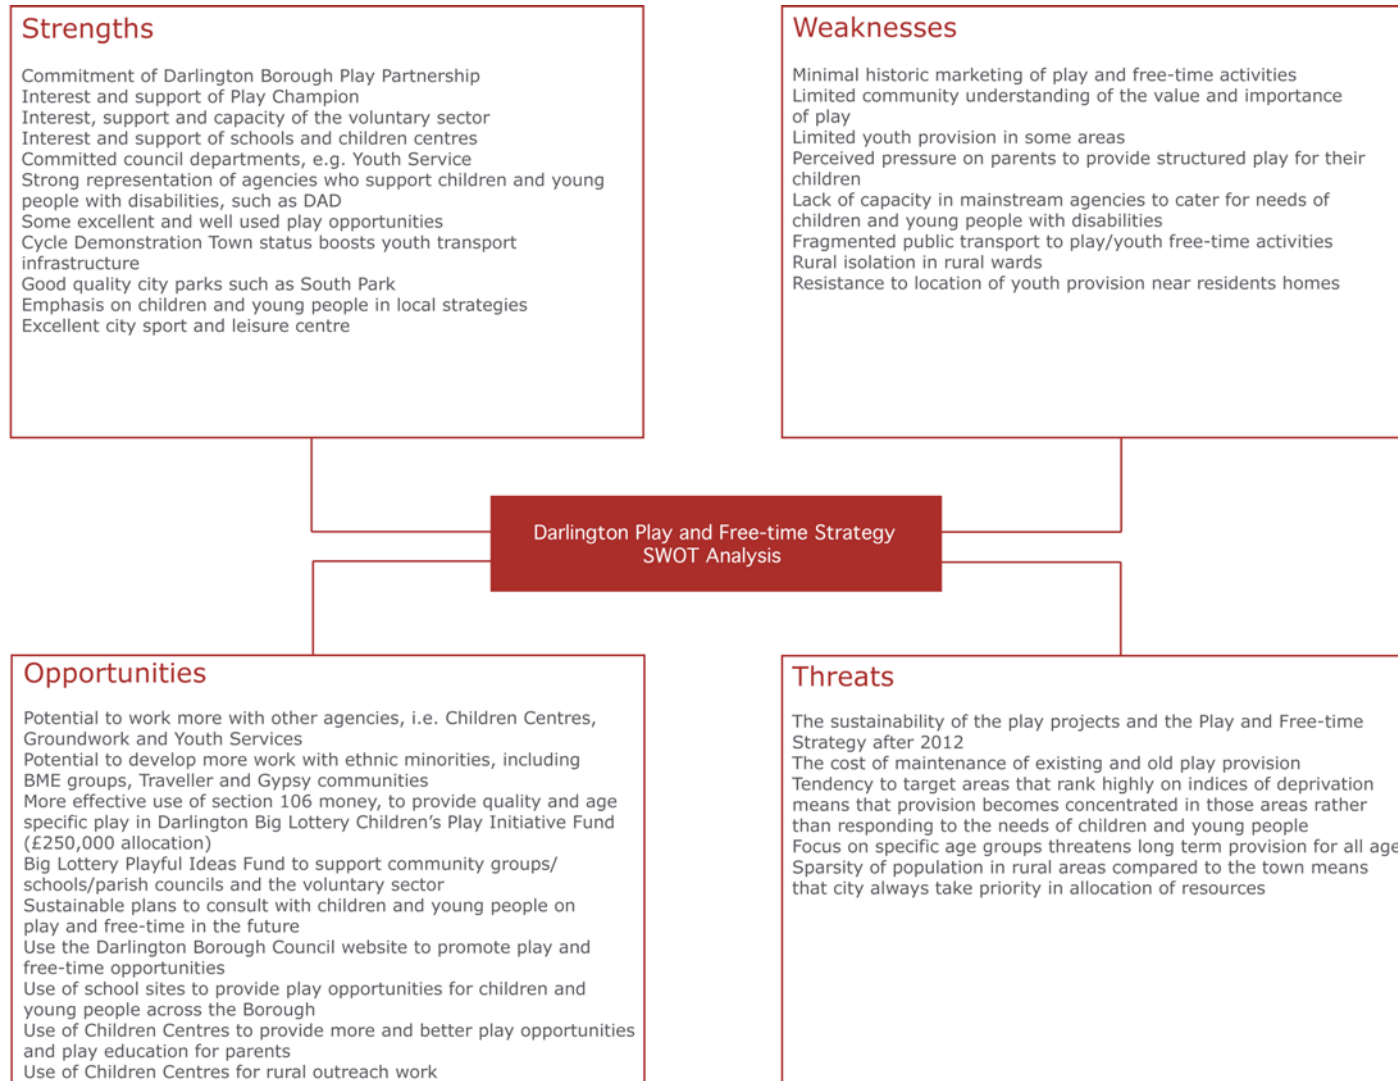 Strengths
Commitment of Darlington Borough Play Partnership
Interest and support of Play Champion
Interest, support and capacity of the voluntary sector
Interest and support of schools and children centres
Committed council departments, e.g. Youth Service
Strong representation of agencies who support children and young
people with disabilities, such as DAD
Some excellent and well used play opportunities
Cycle Demonstration Town status boosts youth transport
infrastructure
Good quality city parks such as South Park
Emphasis on children and young people in local strategies
Excellent city sport and leisure centre
Weaknesses
Minimal historic marketing of play and free-time activities
Limited community understanding of the value and importance
of play
Limited youth provision in some areas
Perceived pressure on parents to provide structured play for their
children
Lack of capacity in mainstream agencies to cater for needs of
children and young people with disabilities
Fragmented public transport to play/youth free-time activities
Rural isolation in rural wards
Resistance to location of youth provision near residents homes
Darlington Play and Free-time Strategy
SWOT Analysis
Opportunities
Potential to work more with other agencies, i.e. Children Centres,
Groundwork and Youth Services
Potential to develop more work with ethnic minorities, including
BME groups, Traveller and Gypsy communities
More effective use of section 106 money, to provide quality and age
specific play in Darlington Big Lottery Children’s Play Initiative Fund
(£250,000 allocation)
Big Lottery Playful Ideas Fund to support community groups/
schools/parish councils and the voluntary sector
Sustainable plans to consult with children and young people on
play and free-time in the future
Use the Darlington Borough Council website to promote play and
free-time opportunities
Use of school sites to provide play opportunities for children and
young people across the Borough
Use of Children Centres to provide more and better play opportunities
and play education for parents
Use of Children Centres for rural outreach work
Threats
The sustainability of the play projects and the Play and Free-time
Strategy after 2012
The cost of maintenance of existing and old play provision
Tendency to target areas that rank highly on indices of deprivation
means that provision becomes concentrated in those areas rather
than responding to the needs of children and young people
Focus on specific age groups threatens long term provision for all age
Sparsity of population in rural areas compared to the town means
that city always take priority in allocation of resources